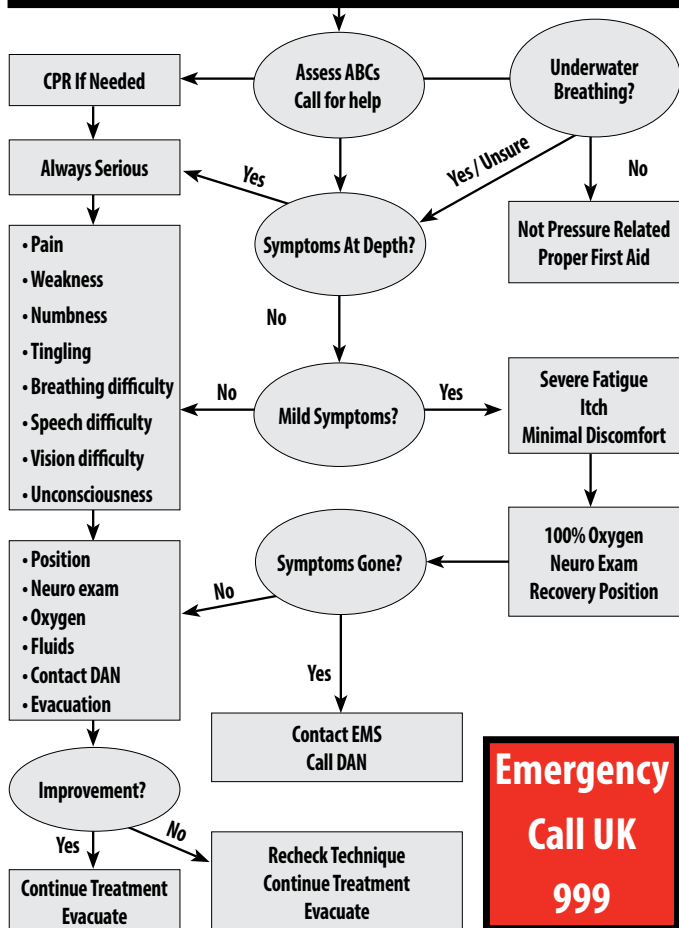 Assess ABCs
Call for help
Underwater
Breathing?
CPR If Needed
Always Serious
Yes
Yes / Unsure
No
Symptoms At Depth?
Not Pressure Related
Proper First Aid
• Pain
• Weakness
• Numbness
• Tingling
• Breathing difficulty
• Speech difficulty
• Vision difficulty
• Unconsciousness
No
No
Mild Symptoms?
Yes
Severe Fatigue
Itch
Minimal Discomfort
100% Oxygen
Neuro Exam
Recovery Position
Symptoms Gone?
No
• Position
• Neuro exam
• Oxygen
• Fluids
• Contact DAN
• Evacuation
Yes
Contact EMS
Call DAN
Improvement?
Yes
No
Continue Treatment
Evacuate
Recheck Technique
Continue Treatment
Evacuate
Emergency
Call UK
999